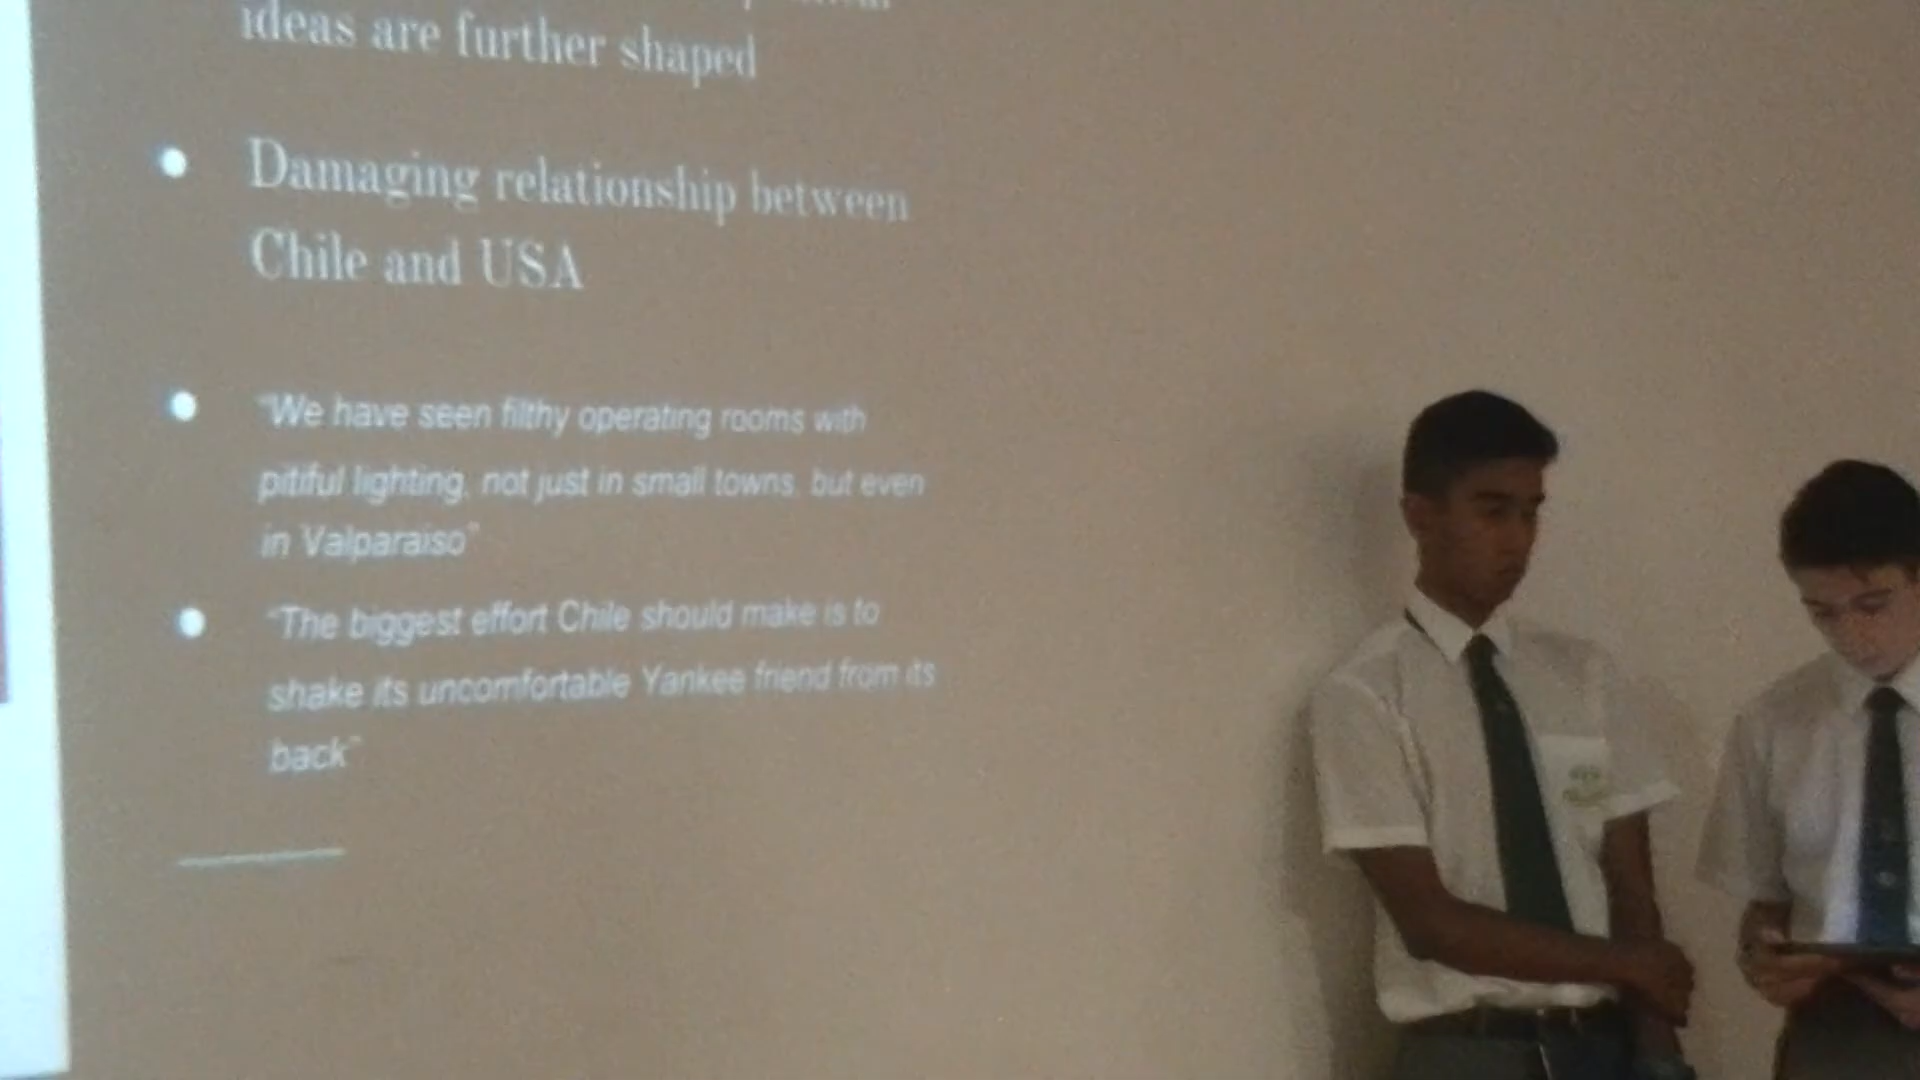 ideas are further shaped
Damaging relationship between
Chile and USA
"We have seen filthy operating rooms with
pitiful lighting, not just in small towns, but even
in Valparaiso"
"The biggest effort Chile should make is to
shake its uncomfortable Yankee friend from its
back"